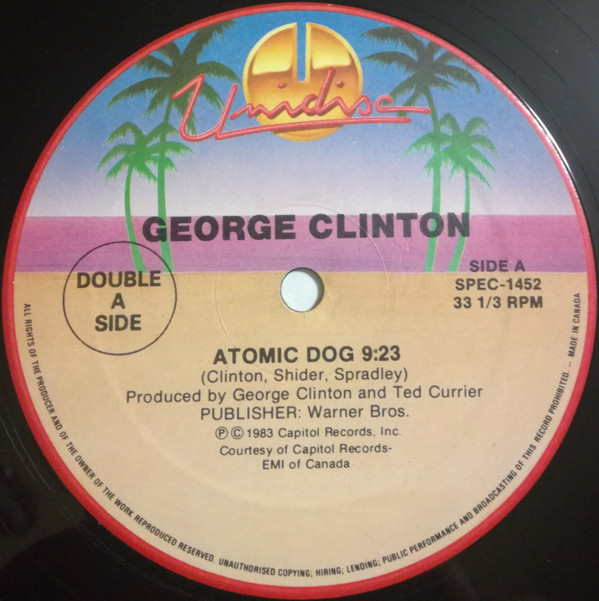 Unidisc
GEORGE CLINTON
DOUBLE
A
SIDE
SIDE A
SPEC-1452
33 1/3 RPM
ATOMIC DOG 9:23
(Clinton, Shider, Spradley)
Produced by George Clinton and Ted Currier
PUBLISHER: Warner Bros.
Ⓟ © 1983 Capitol Records, Inc.
Courtesy of Capitol Records-
EMI of Canada
ALL RIGHTS OF THE PRODUCER AND OF THE OWNER OF THE WORK REPRODUCED RESERVED. UNAUTHORISED COPYING; HIRING; LENDING; PUBLIC PERFORMANCE AND BROADCASTING OF THIS RECORD PROHIBITED. – MADE IN CANADA